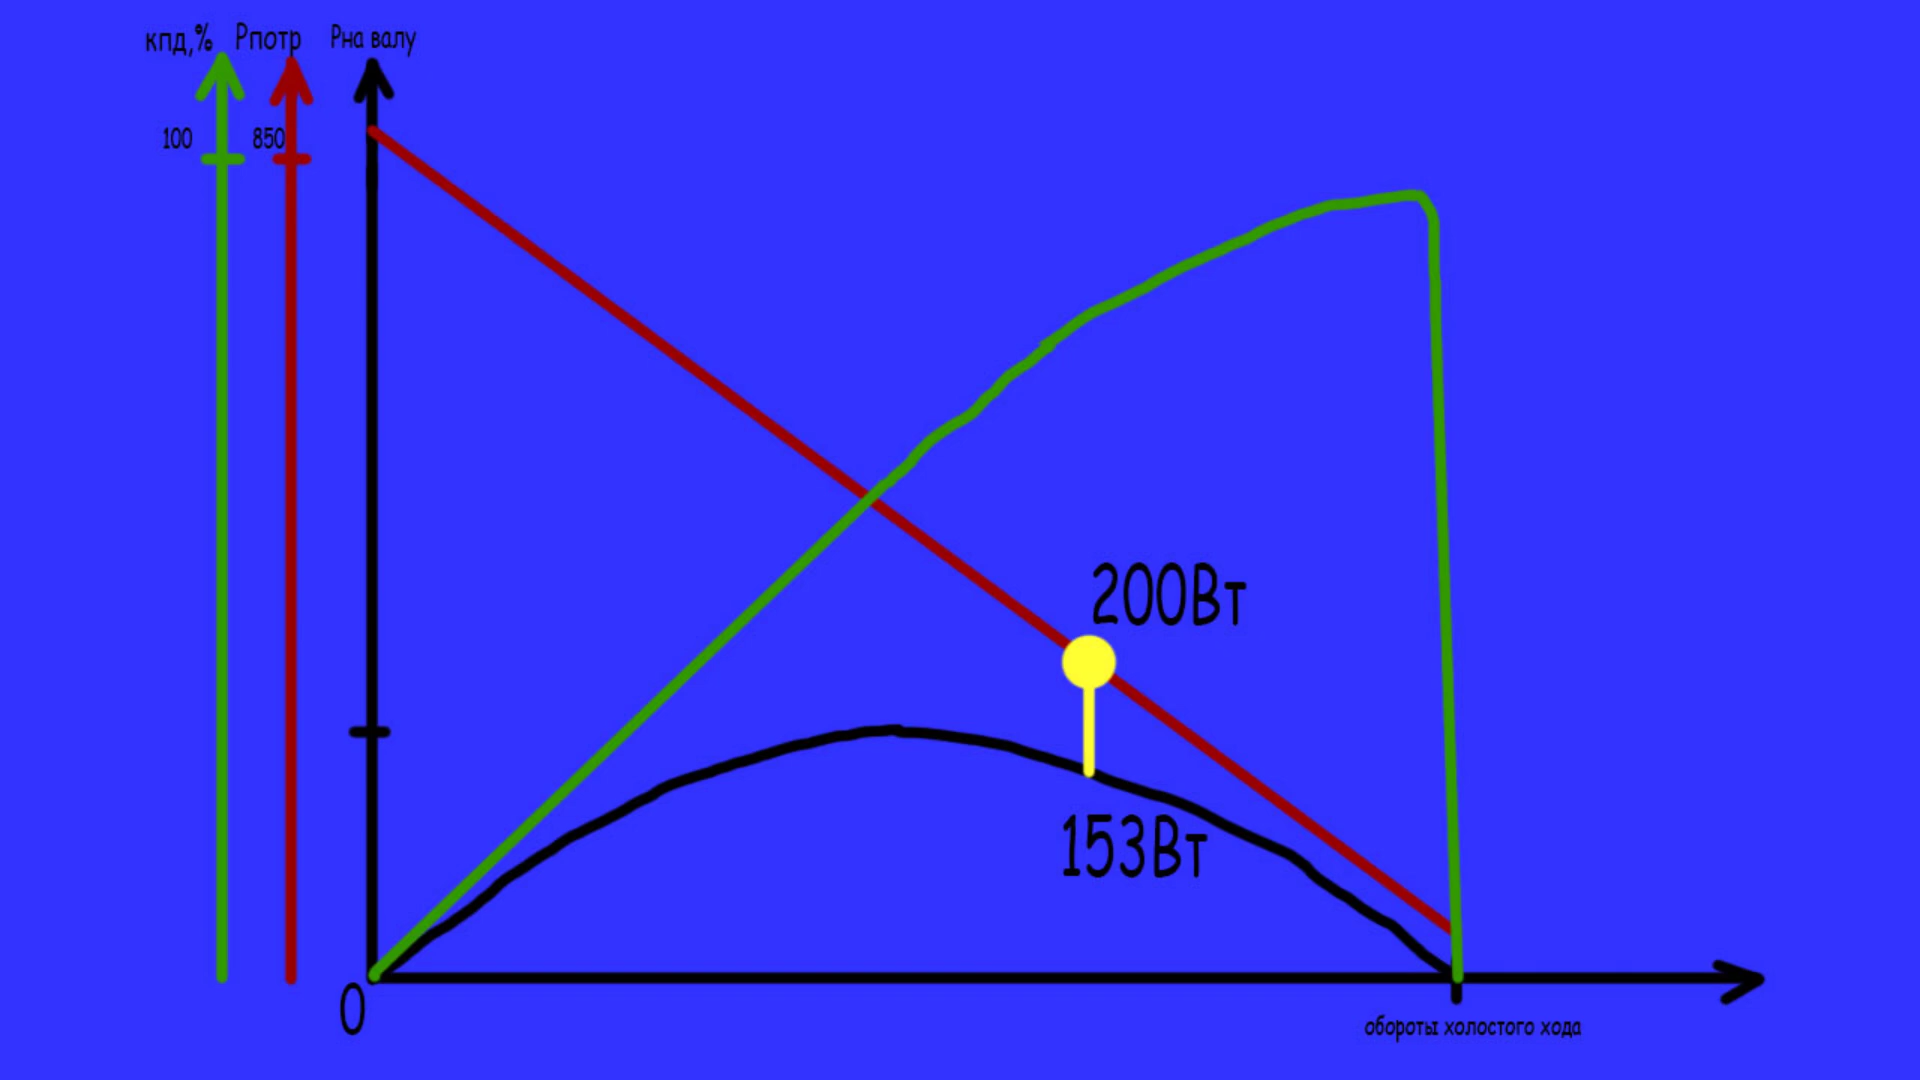 кпд,% Pпотр Pна валу
100 850
200Вт
153Вт
0
обороты холостого хода